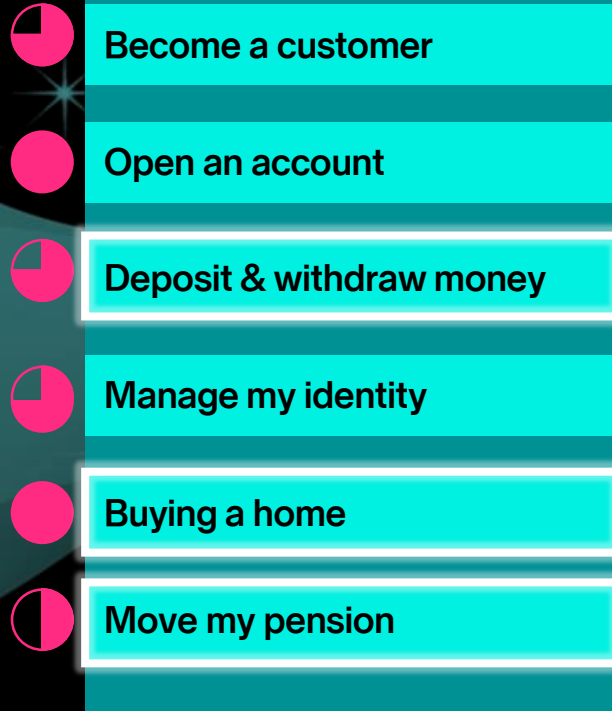 Become a customer
Open an account
Deposit & withdraw money
Manage my identity
Buying a home
Move my pension